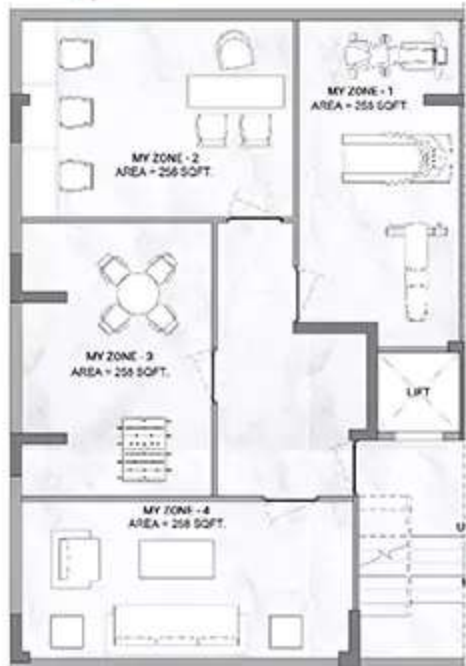 MY ZONE - 1
AREA = 258 SQFT.
MY ZONE - 2
AREA = 258 SQFT.
MY ZONE - 3
AREA = 258 SQFT.
LIFT
MY ZONE - 4
AREA = 258 SQFT.
U